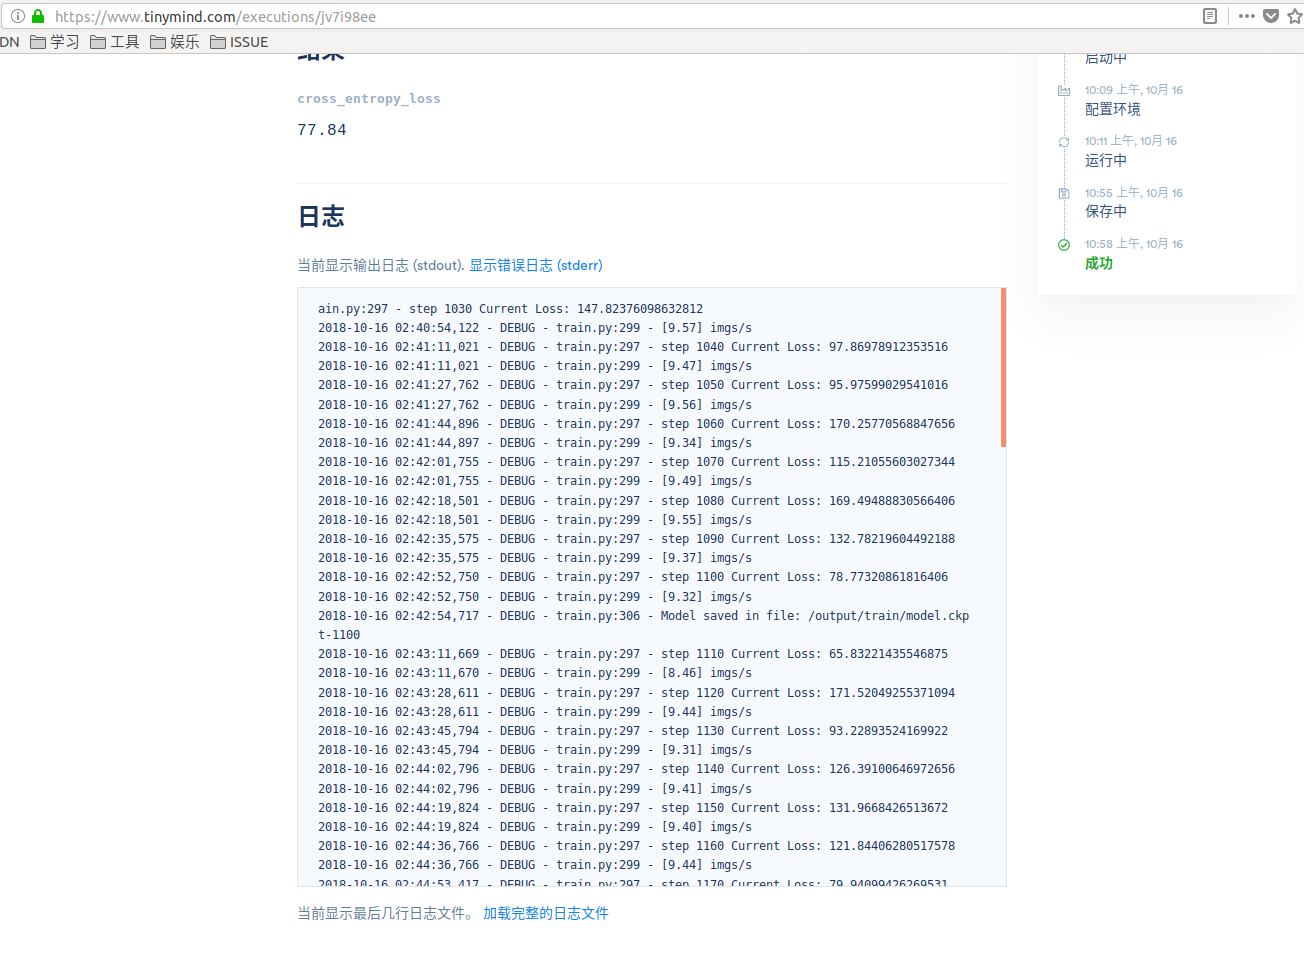 https://www.tinymind.com/executions/jv7i98ee
DN 学习 工具 娱乐 ISSUE
结果
cross_entropy_loss
77.84
日志
当前显示输出日志 (stdout). 显示错误日志 (stderr)
ain.py:297 - step 1030 Current Loss: 147.82376098632812
2018-10-16 02:40:54,122 - DEBUG - train.py:299 - [9.57] imgs/s
2018-10-16 02:41:11,021 - DEBUG - train.py:297 - step 1040 Current Loss: 97.86978912353516
2018-10-16 02:41:11,021 - DEBUG - train.py:299 - [9.47] imgs/s
2018-10-16 02:41:27,762 - DEBUG - train.py:297 - step 1050 Current Loss: 95.97599029541016
2018-10-16 02:41:27,762 - DEBUG - train.py:299 - [9.56] imgs/s
2018-10-16 02:41:44,896 - DEBUG - train.py:297 - step 1060 Current Loss: 170.25770568847656
2018-10-16 02:41:44,897 - DEBUG - train.py:299 - [9.34] imgs/s
2018-10-16 02:42:01,755 - DEBUG - train.py:297 - step 1070 Current Loss: 115.21055603027344
2018-10-16 02:42:01,755 - DEBUG - train.py:299 - [9.49] imgs/s
2018-10-16 02:42:18,501 - DEBUG - train.py:297 - step 1080 Current Loss: 169.49488830566406
2018-10-16 02:42:18,501 - DEBUG - train.py:299 - [9.55] imgs/s
2018-10-16 02:42:35,575 - DEBUG - train.py:297 - step 1090 Current Loss: 132.78219604492188
2018-10-16 02:42:35,575 - DEBUG - train.py:299 - [9.37] imgs/s
2018-10-16 02:42:52,750 - DEBUG - train.py:297 - step 1100 Current Loss: 78.77320861816406
2018-10-16 02:42:52,750 - DEBUG - train.py:299 - [9.32] imgs/s
2018-10-16 02:42:54,717 - DEBUG - train.py:306 - Model saved in file: /output/train/model.ckp
t-1100
2018-10-16 02:43:11,669 - DEBUG - train.py:297 - step 1110 Current Loss: 65.83221435546875
2018-10-16 02:43:11,670 - DEBUG - train.py:299 - [8.46] imgs/s
2018-10-16 02:43:28,611 - DEBUG - train.py:297 - step 1120 Current Loss: 171.52049255371094
2018-10-16 02:43:28,611 - DEBUG - train.py:299 - [9.44] imgs/s
2018-10-16 02:43:45,794 - DEBUG - train.py:297 - step 1130 Current Loss: 93.22893524169922
2018-10-16 02:43:45,794 - DEBUG - train.py:299 - [9.31] imgs/s
2018-10-16 02:44:02,796 - DEBUG - train.py:297 - step 1140 Current Loss: 126.39100646972656
2018-10-16 02:44:02,796 - DEBUG - train.py:299 - [9.41] imgs/s
2018-10-16 02:44:19,824 - DEBUG - train.py:297 - step 1150 Current Loss: 131.9668426513672
2018-10-16 02:44:19,824 - DEBUG - train.py:299 - [9.40] imgs/s
2018-10-16 02:44:36,766 - DEBUG - train.py:297 - step 1160 Current Loss: 121.84406280517578
2018-10-16 02:44:36,766 - DEBUG - train.py:299 - [9.44] imgs/s
2018-10-16 02:44:53,417 - DEBUG - train.py:297 - step 1170 Current Loss: 79.94099426269531
当前显示最后几行日志文件。 加载完整的日志文件
启动中
10:09 上午, 10月 16
配置环境
10:11 上午, 10月 16
运行中
10:55 上午, 10月 16
保存中
10:58 上午, 10月 16
成功